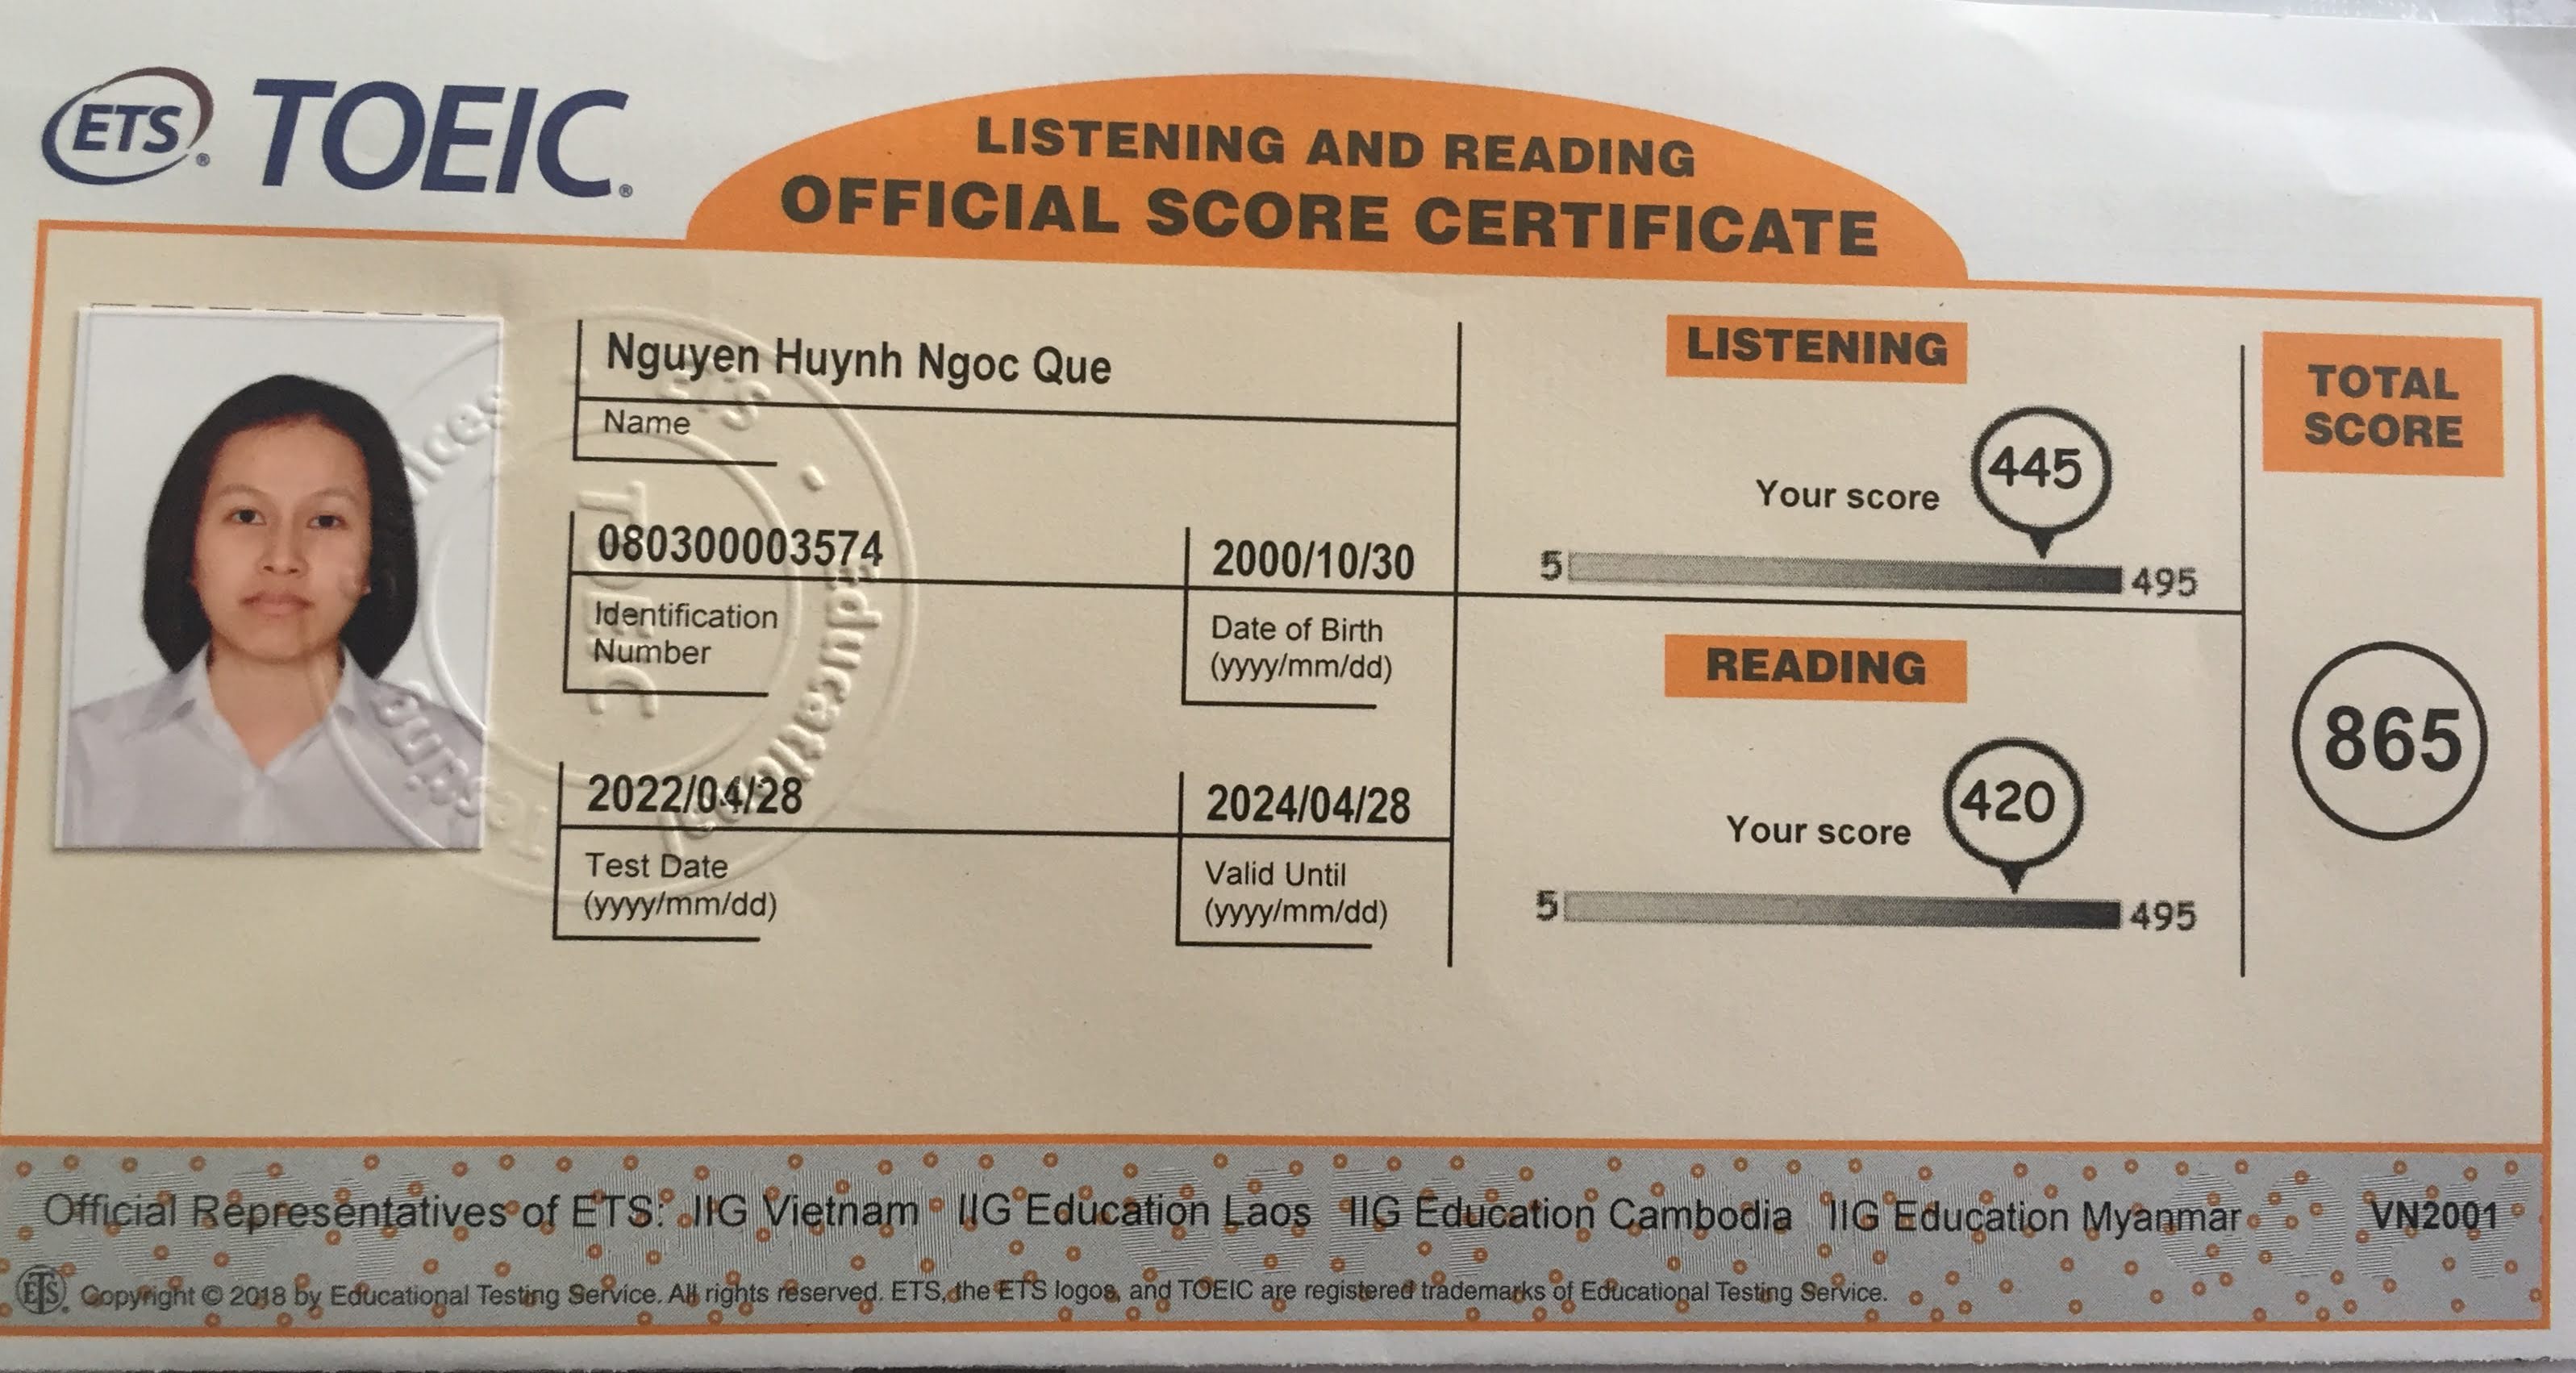 ETS® TOEIC®
LISTENING AND READING
OFFICIAL SCORE CERTIFICATE
Nguyen Huynh Ngoc Que
Name
080300003574
Identification
Number
2000/10/30
Date of Birth
(yyyy/mm/dd)
2022/04/28
Test Date
(yyyy/mm/dd)
2024/04/28
Valid Until
(yyyy/mm/dd)
LISTENING
Your score 445
5 495
READING
Your score 420
5 495
TOTAL
SCORE
865
TOEIC
Official Representatives of ETS: IIG Vietnam IIG Education Laos IIG Education Cambodia IIG Education Myanmar VN2001
ETS® Copyright © 2018 by Educational Testing Service. All rights reserved. ETS, the ETS logos, and TOEIC are registered trademarks of Educational Testing Service.